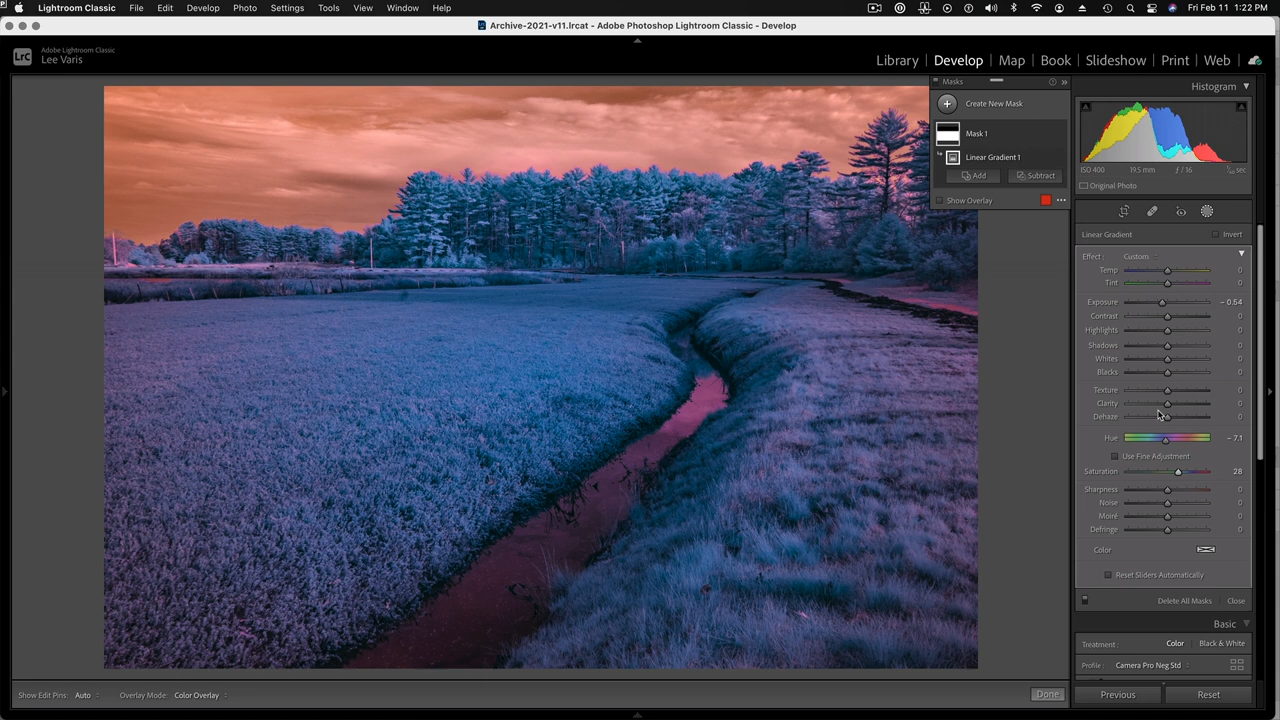 Lightroom Classic File Edit Develop Photo Settings Tools View Window Help Fri Feb 11 1:22 PM
Archive-2021-v11.lrcat - Adobe Photoshop Lightroom Classic - Develop
LrC
Adobe Lightroom Classic
Lee Varis
Library Develop Map Book Slideshow Print Web
Masks
Create New Mask
Mask 1
Linear Gradient 1
Add Subtract
Show Overlay
Histogram
ISO 400 19.5 mm ƒ / 16 sec
Original Photo
Linear Gradient Invert
Effect : Custom
Temp 0
Tint 0
Exposure – 0.54
Contrast 0
Highlights 0
Shadows 0
Whites 0
Blacks 0
Texture 0
Clarity 0
Dehaze 0
Hue – 7.1
Use Fine Adjustment
Saturation 28
Sharpness 0
Noise 0
Moiré 0
Defringe 0
Color
Reset Sliders Automatically
Delete All Masks Close
Basic
Treatment : Color Black & White
Profile : Camera Pro Neg Std
Previous Reset
Show Edit Pins: Auto Overlay Mode: Color Overlay Done